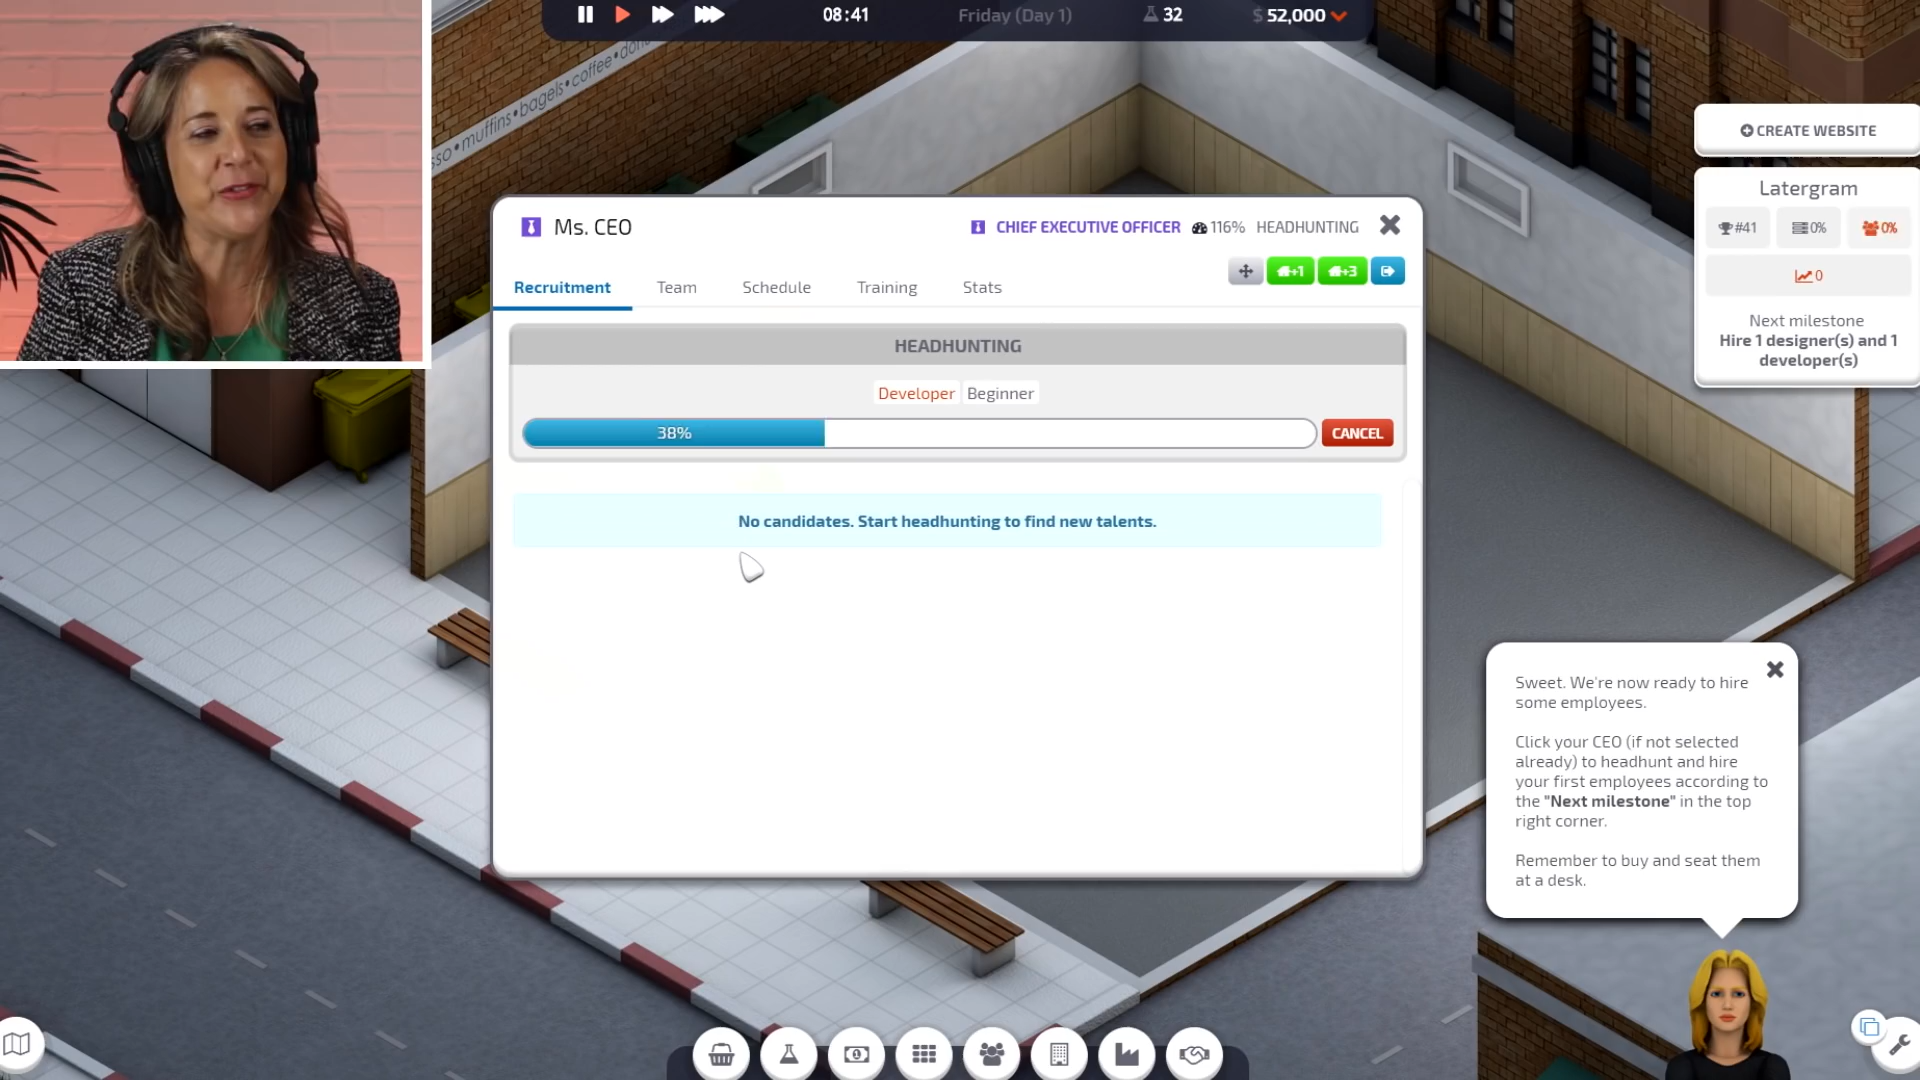 08:41
Friday (Day 1)
32
$ 52,000
muffins • bagels • coffee •
CREATE WEBSITE
Latergram
#41
0%
0%
0
Next milestone
Hire 1 designer(s) and 1
developer(s)
Ms. CEO
CHIEF EXECUTIVE OFFICER
116%
HEADHUNTING
+1
+3
Recruitment
Team
Schedule
Training
Stats
HEADHUNTING
Developer Beginner
38%
CANCEL
No candidates. Start headhunting to find new talents.
Sweet. We're now ready to hire
some employees.
Click your CEO (if not selected
already) to headhunt and hire
your first employees according to
the "Next milestone" in the top
right corner.
Remember to buy and seat them
at a desk.